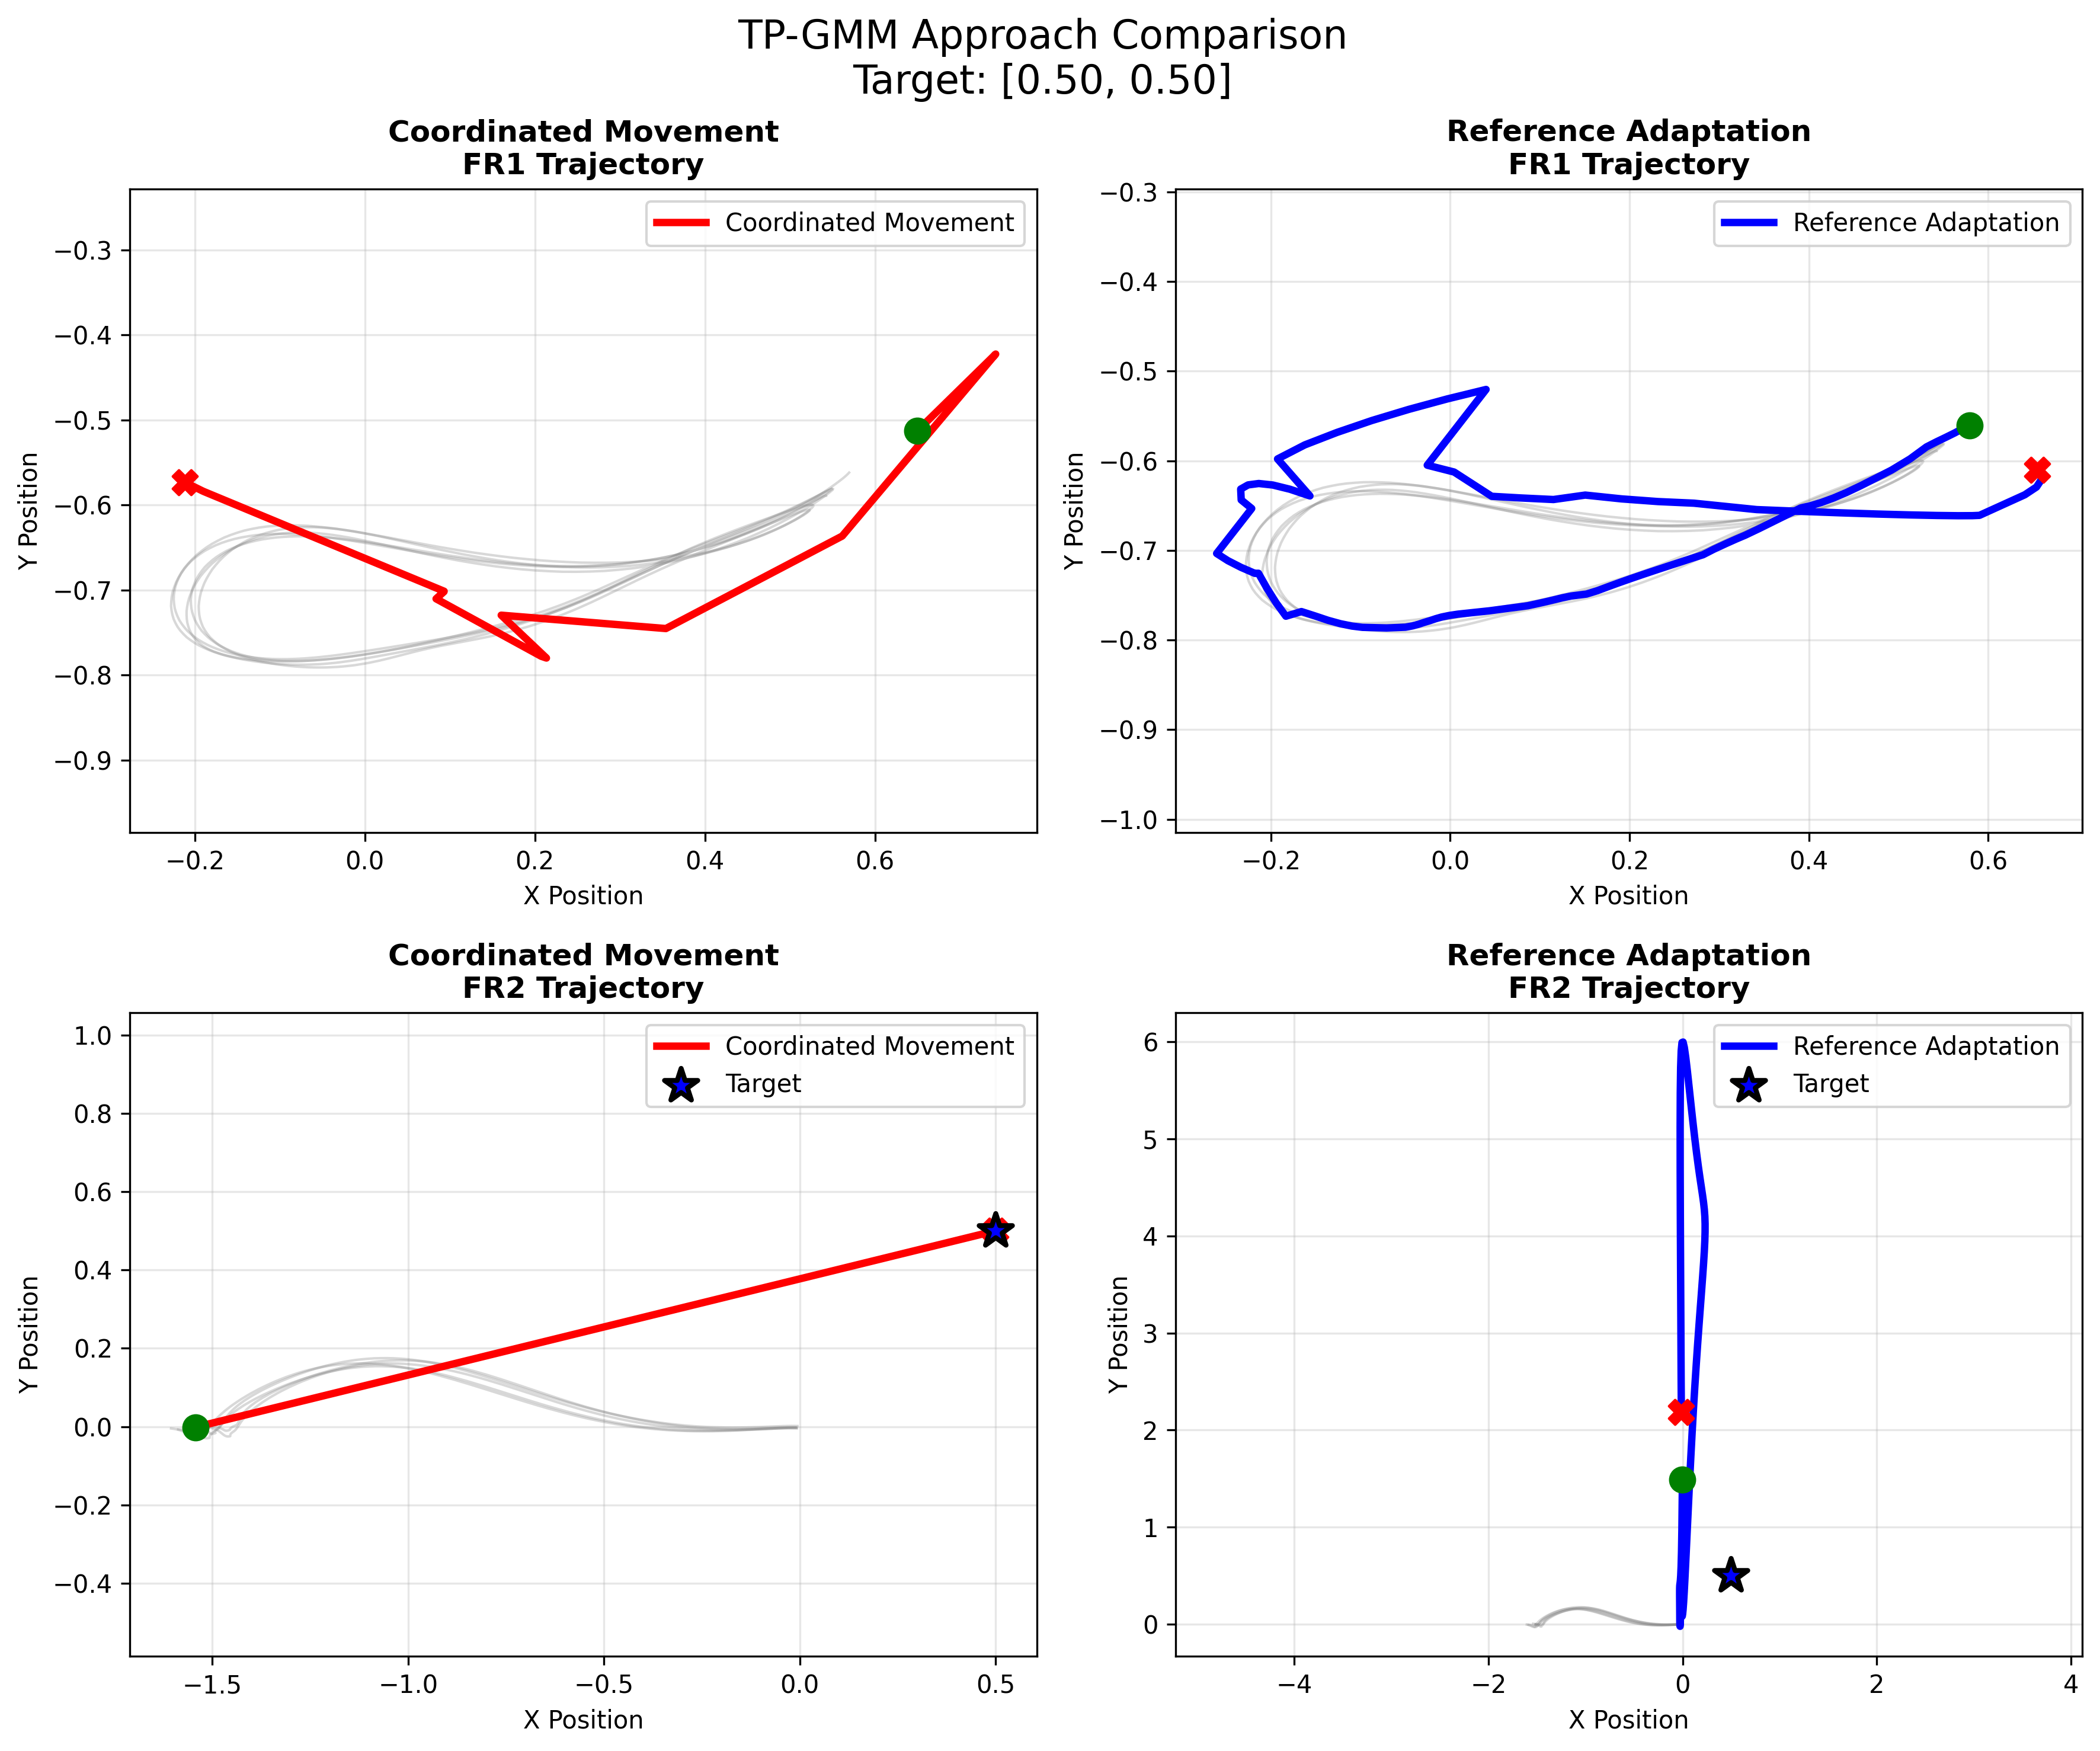 TP-GMM Approach Comparison
Target: [0.50, 0.50]
Coordinated Movement
FR1 Trajectory
Coordinated Movement
Y Position
−0.3
−0.4
−0.5
−0.6
−0.7
−0.8
−0.9
−0.2
0.0
0.2
0.4
0.6
X Position
Reference Adaptation
FR1 Trajectory
Reference Adaptation
Y Position
−0.3
−0.4
−0.5
−0.6
−0.7
−0.8
−0.9
−1.0
−0.2
0.0
0.2
0.4
0.6
X Position
Coordinated Movement
FR2 Trajectory
Coordinated Movement
Target
Y Position
1.0
0.8
0.6
0.4
0.2
0.0
−0.2
−0.4
−1.5
−1.0
−0.5
0.0
0.5
X Position
Reference Adaptation
FR2 Trajectory
Reference Adaptation
Target
Y Position
6
5
4
3
2
1
0
−4
−2
0
2
4
X Position